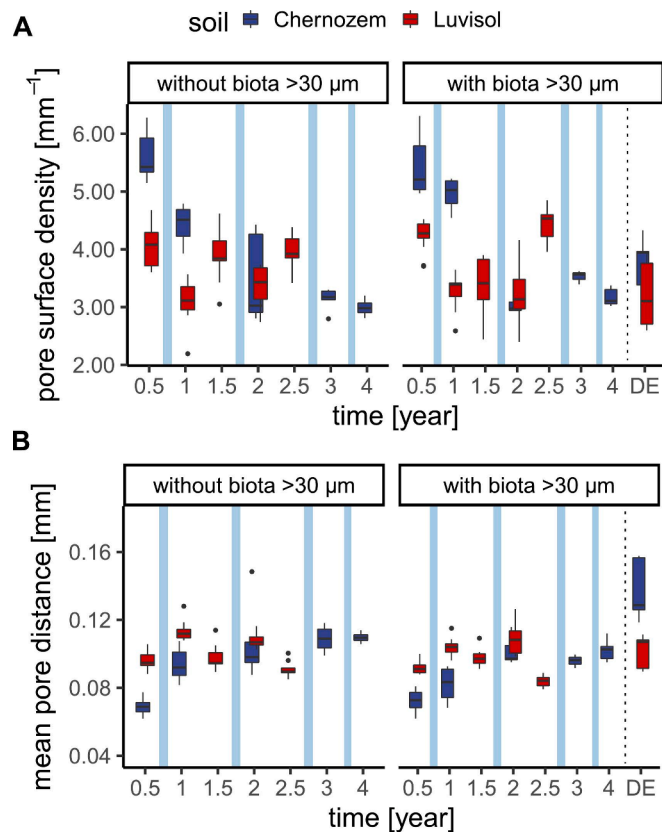 soil Chernozem Luvisol
A
without biota >30 µm with biota >30 µm
pore surface density [mm⁻¹]
6.00
5.00
4.00
3.00
2.00
0.5 1 1.5 2 2.5 3 4 0.5 1 1.5 2 2.5 3 4 DE
time [year] time [year]
B
without biota >30 µm with biota >30 µm
mean pore distance [mm]
0.16
0.12
0.08
0.04
0.5 1 1.5 2 2.5 3 4 0.5 1 1.5 2 2.5 3 4 DE
time [year] time [year]